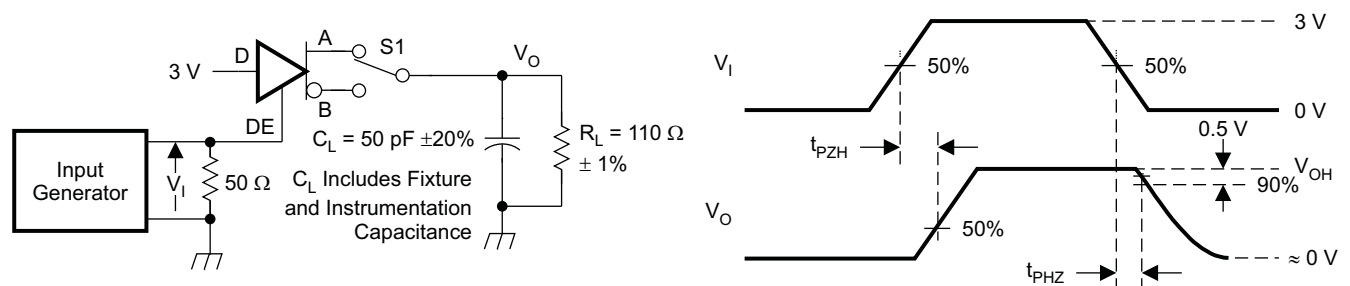 A
S1
V_O
D
3 V
B
DE
C_L = 50 pF ±20%
R_L = 110 Ω
± 1%
Input
Generator
V_I
50 Ω
C_L Includes Fixture
and Instrumentation
Capacitance
3 V
V_I
50%
50%
0 V
0.5 V
t_PZH
V_OH
90%
V_O
50%
≈ 0 V
t_PHZ